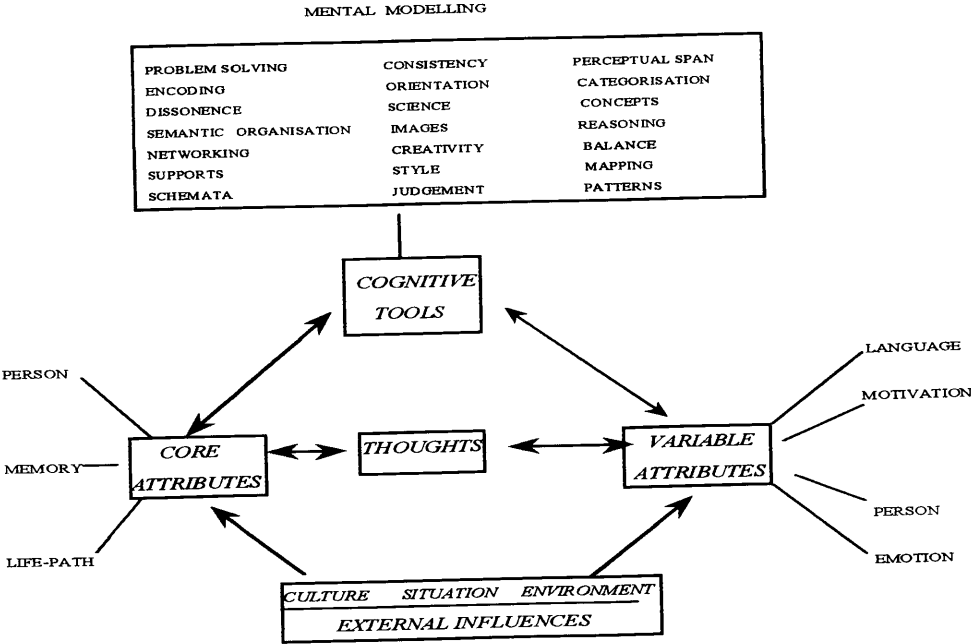 MENTAL MODELLING
PROBLEM SOLVING
ENCODING
DISSONENCE
SEMANTIC ORGANISATION
NETWORKING
SUPPORTS
SCHEMATA
CONSISTENCY
ORIENTATION
SCIENCE
IMAGES
CREATIVITY
STYLE
JUDGEMENT
PERCEPTUAL SPAN
CATEGORISATION
CONCEPTS
REASONING
BALANCE
MAPPING
PATTERNS
COGNITIVE
TOOLS
PERSON
MEMORY
LIFE-PATH
CORE
ATTRIBUTES
THOUGHTS
VARIABLE
ATTRIBUTES
LANGUAGE
MOTIVATION
PERSON
EMOTION
CULTURE SITUATION ENVIRONMENT
EXTERNAL INFLUENCES